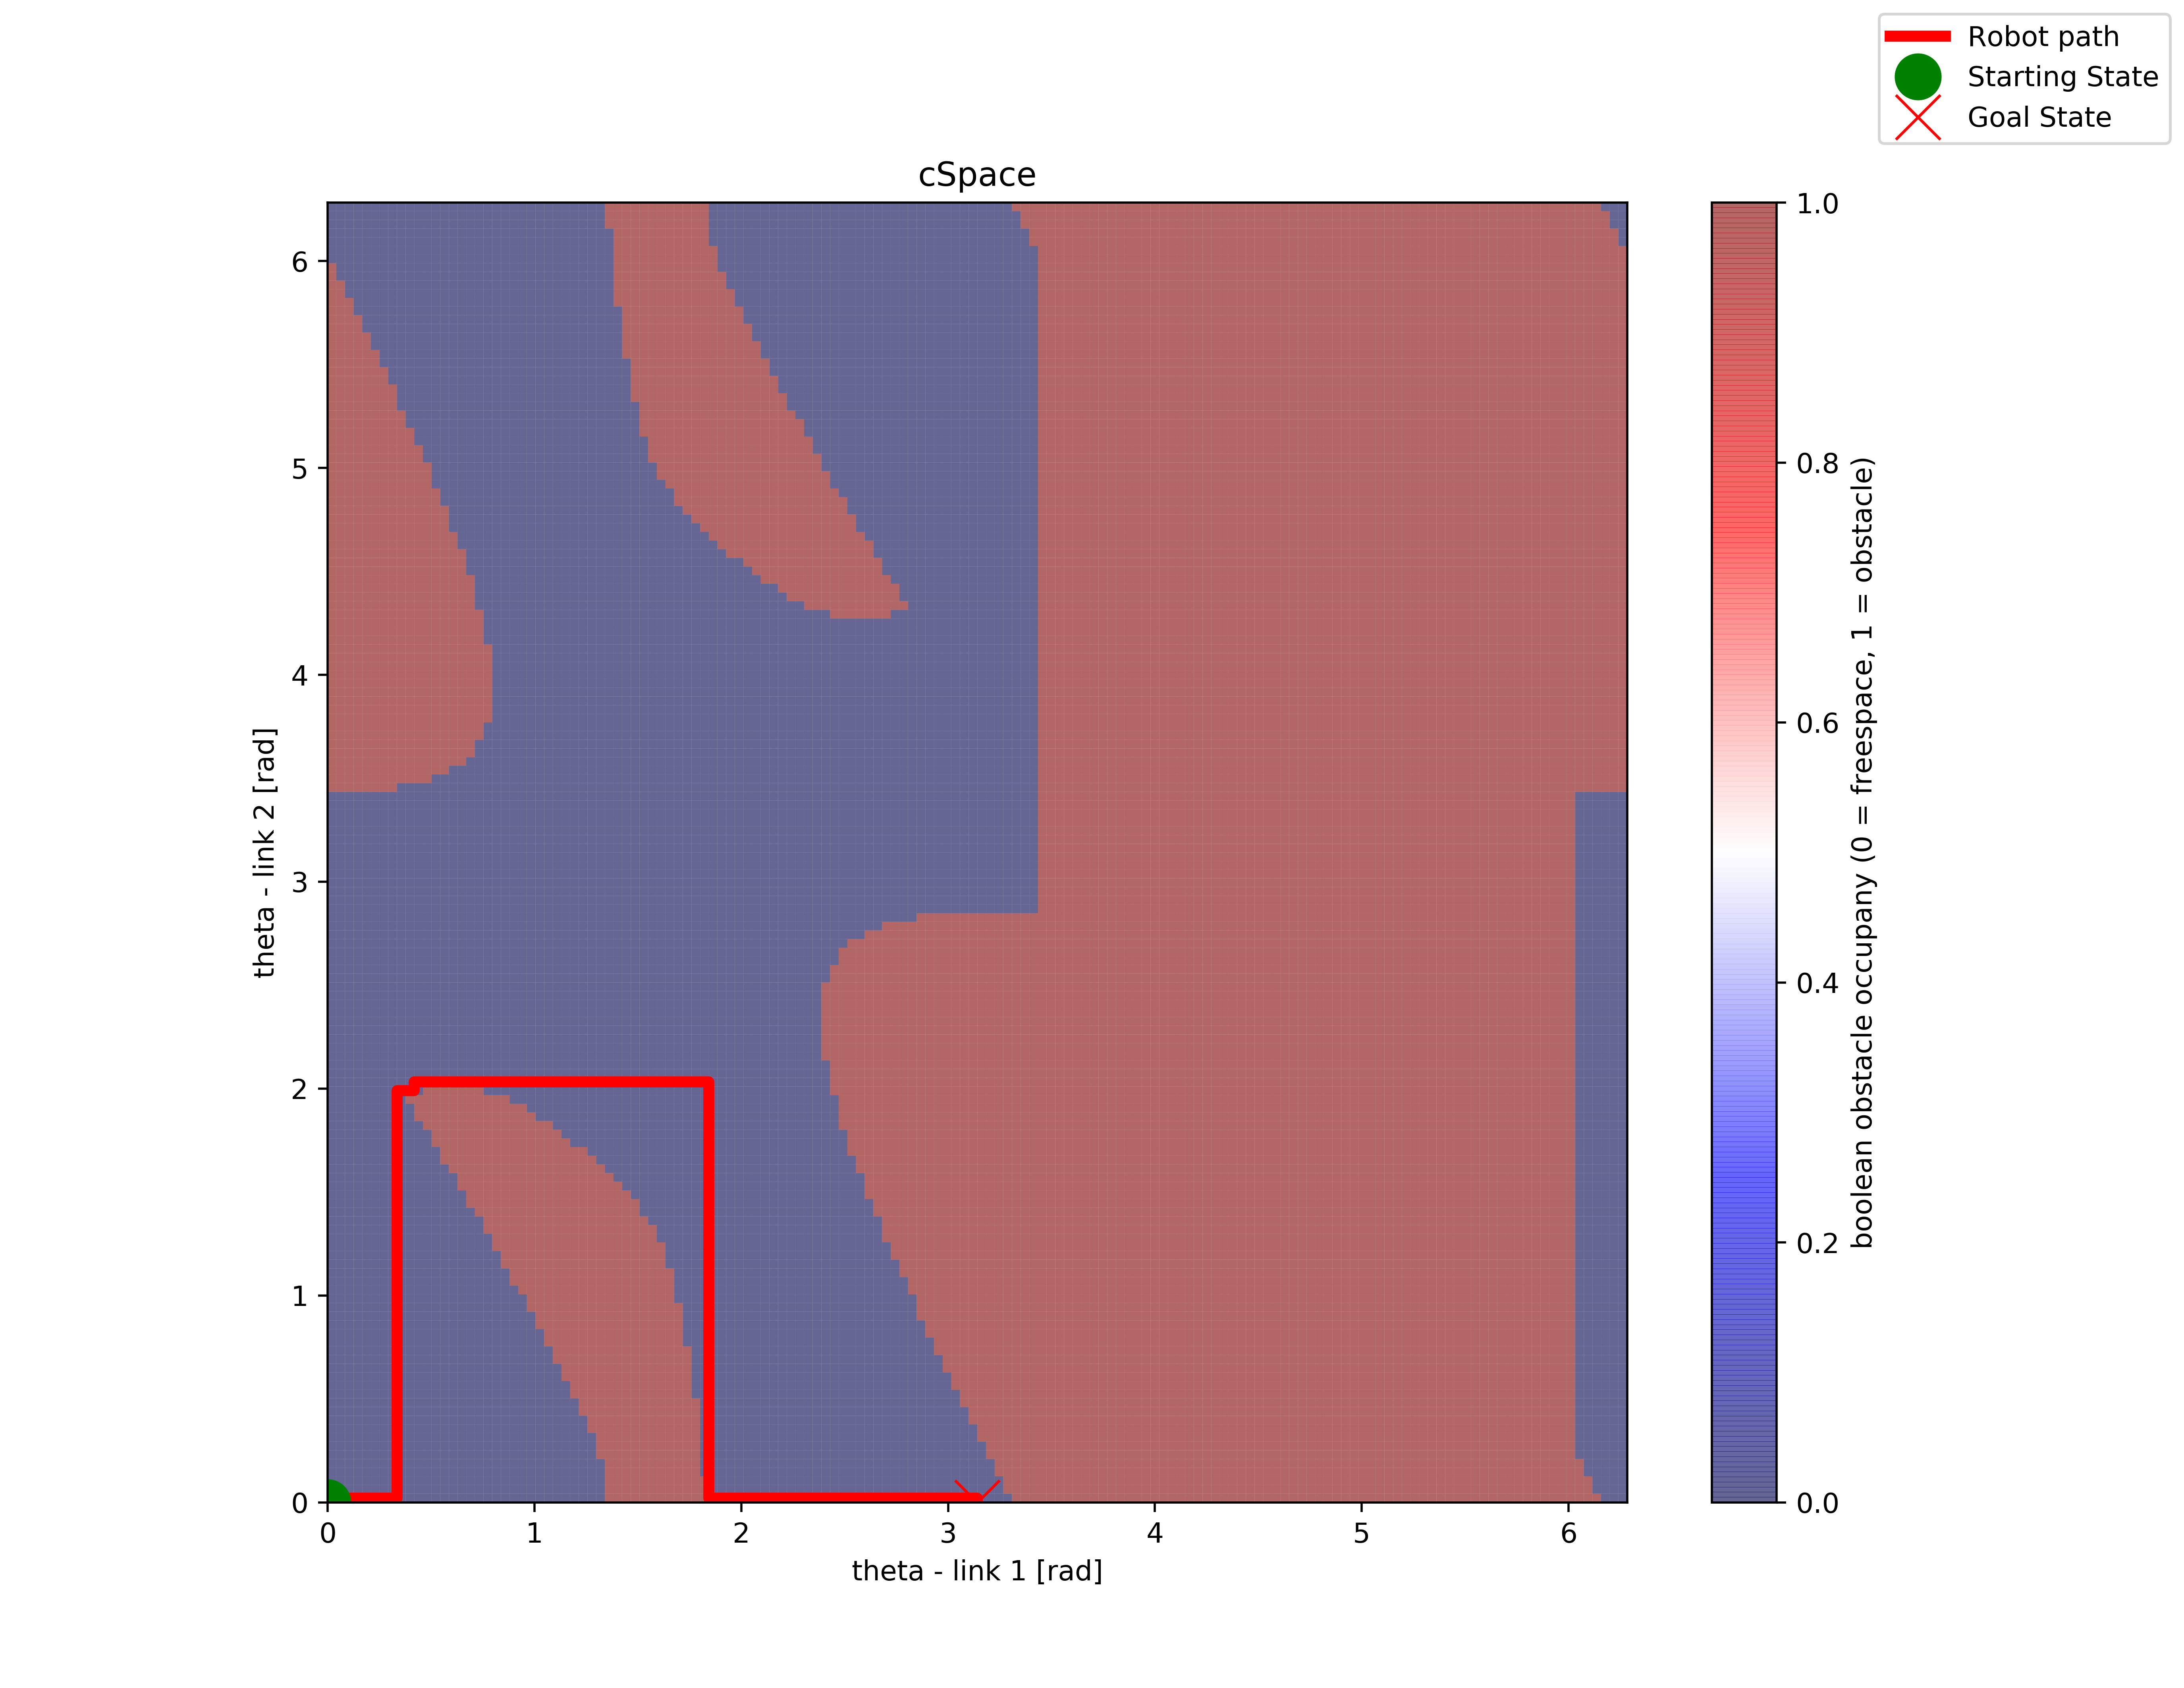 Robot path
Starting State
Goal State
cSpace
1.0
0.8
0.6
0.4
0.2
0.0
boolean obstacle occupany (0 = freespace, 1 = obstacle)
6
5
4
3
2
1
0
theta - link 2 [rad]
0 1 2 3 4 5 6
theta - link 1 [rad]